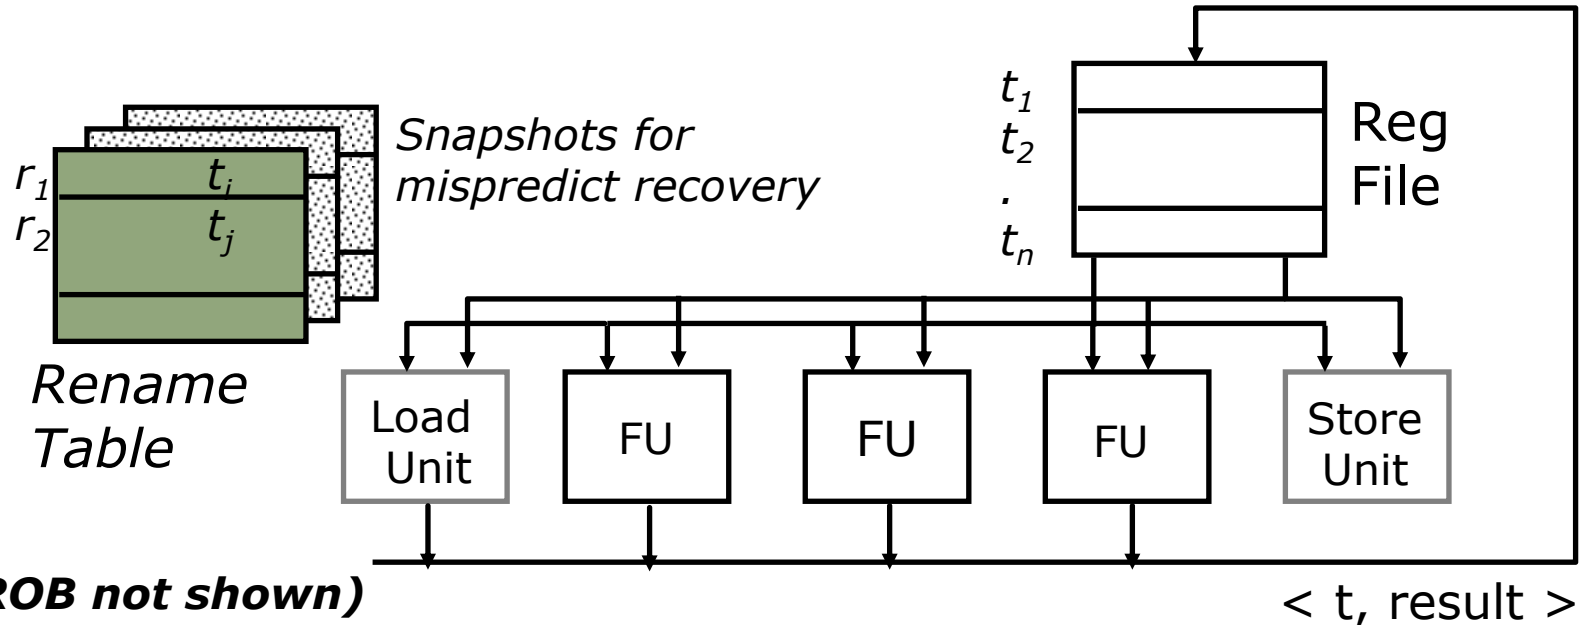 r1 ti
r2 tj
Snapshots for
mispredict recovery
t1
t2
.
tn
Reg
File
Rename
Table
Load
Unit
FU
FU
FU
Store
Unit
ROB not shown)
< t, result >